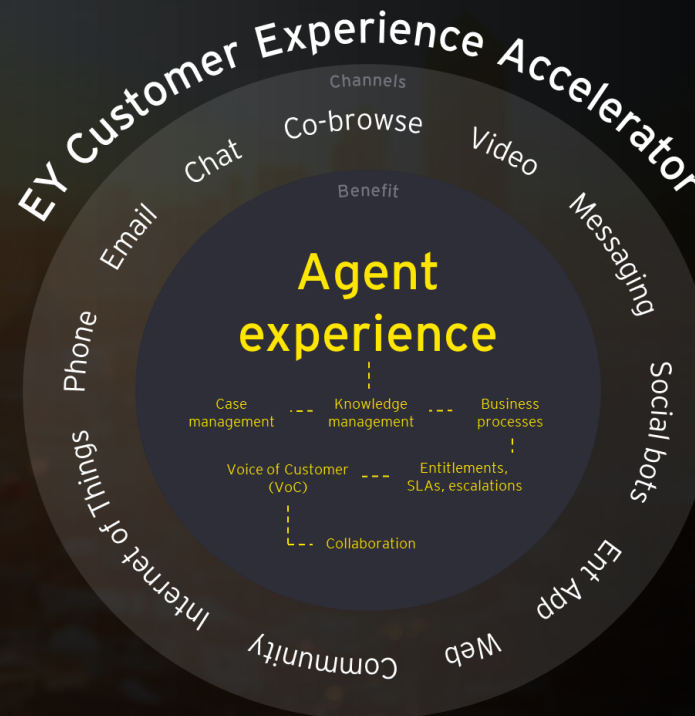 EY Customer Experience Accelerator
Channels
Phone
Email
Chat
Co-browse
Video
Messaging
Social bots
Ent App
Web
Community
Internet of Things
Benefit
Agent
experience
Case
management
Knowledge
management
Business
processes
Entitlements,
SLAs, escalations
Voice of Customer
(VoC)
Collaboration